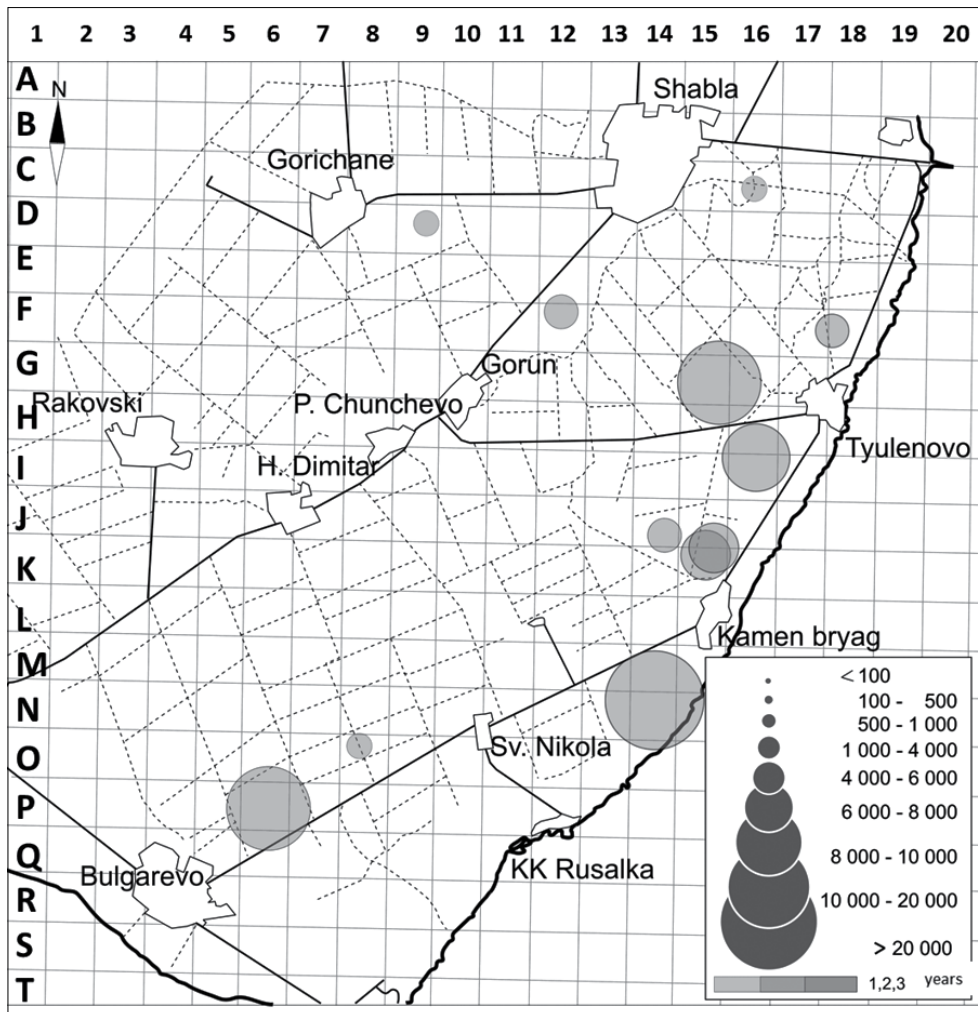 1 2 3 4 5 6 7 8 9 10 11 12 13 14 15 16 17 18 19 20
A
N
Shabla
B
Gorichane
C
D
E
F
G
Gorun
Rakovski
P. Chunchevo
H
Tyulenovo
I
H. Dimitar
J
K
L
Kamen bryag
M
N
Sv. Nikola
O
P
Q
KK Rusalka
Bulgarevo
R
S
T
< 100
100 - 500
500 - 1 000
1 000 - 4 000
4 000 - 6 000
6 000 - 8 000
8 000 - 10 000
10 000 - 20 000
> 20 000
1,2,3 years